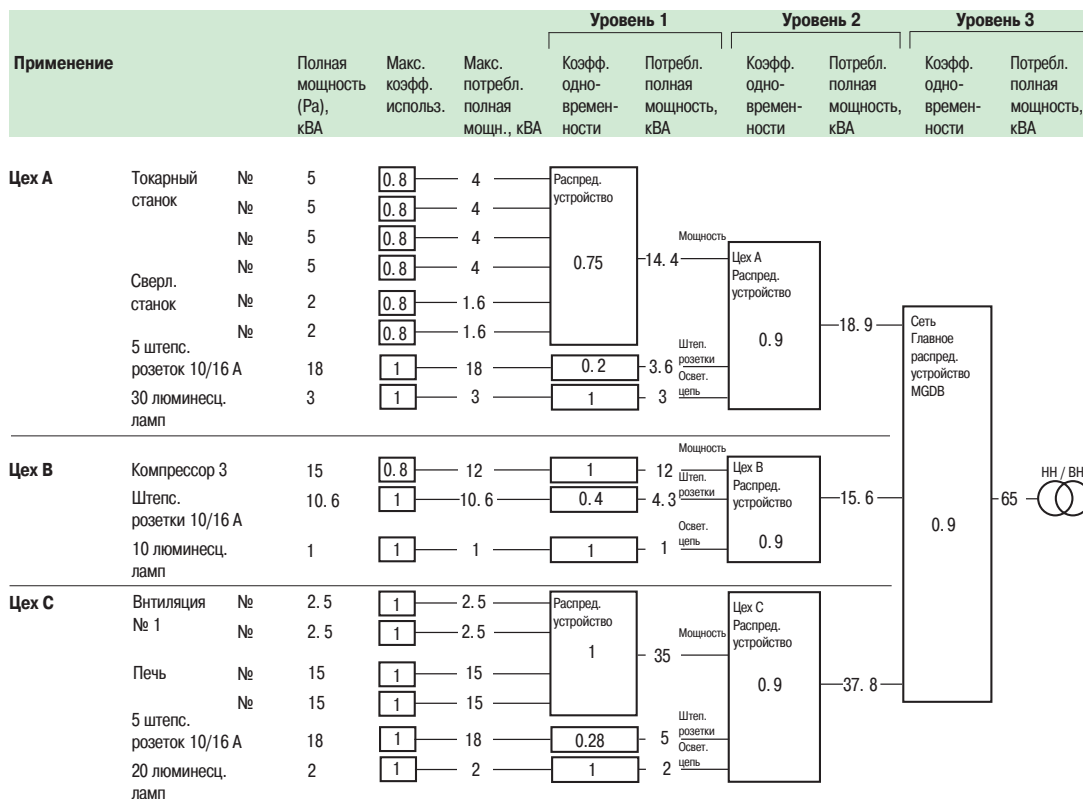 Уровень 1 Уровень 2 Уровень 3
Применение Полная Макс. Макс. Коэфф. Потребл. Коэфф. Потребл. Коэфф. Потребл.
мощность коэфф. потребл. одно- полная одно- полная одно- полная
(Pa), использ. полная времен- мощность, времен- мощность, времен- мощность,
кВА мощн., кВА ности кВА ности кВА ности кВА
Цех A Токарный № 5 0.8 4 Распред.
станок устройство
№ 5 0.8 4
№ 5 0.8 4 Мощность
№ 5 0.8 4 0.75 14.4 Цех A
Сверл. Распред.
станок № 2 0.8 1.6 устройство
№ 2 0.8 1.6 0.9 18.9 Сеть
Главное
распред.
устройство
MGDB
5 штепс. Штеп.
розеток 10/16 A 18 1 18 0.2 3.6 розетки
Освет.
30 люминесц. 3 1 3 1 3 цепь
ламп
Мощность
Цех B Компрессор 3 15 0.8 12 1 12 Цех B
Штепс. 10.6 1 10.6 0.4 4.3 Штеп. Распред. 15.6 65 НН / ВН
розетки 10/16 A розетки устройство
0.9
Освет.
10 люминесц. 1 1 1 1 1 цепь 0.9
ламп
Цех C Внтиляция № 2.5 1 2.5 Распред. Цех C
№ 1 устройство Распред.
№ 2.5 1 2.5 Мощность устройство
1 35
Печь № 15 1 15 0.9 37.8
№ 15 1 15
5 штепс. Штеп.
розеток 10/16 A 18 1 18 0.28 5 розетки
Освет.
20 люминесц. 2 1 2 1 2 цепь
ламп